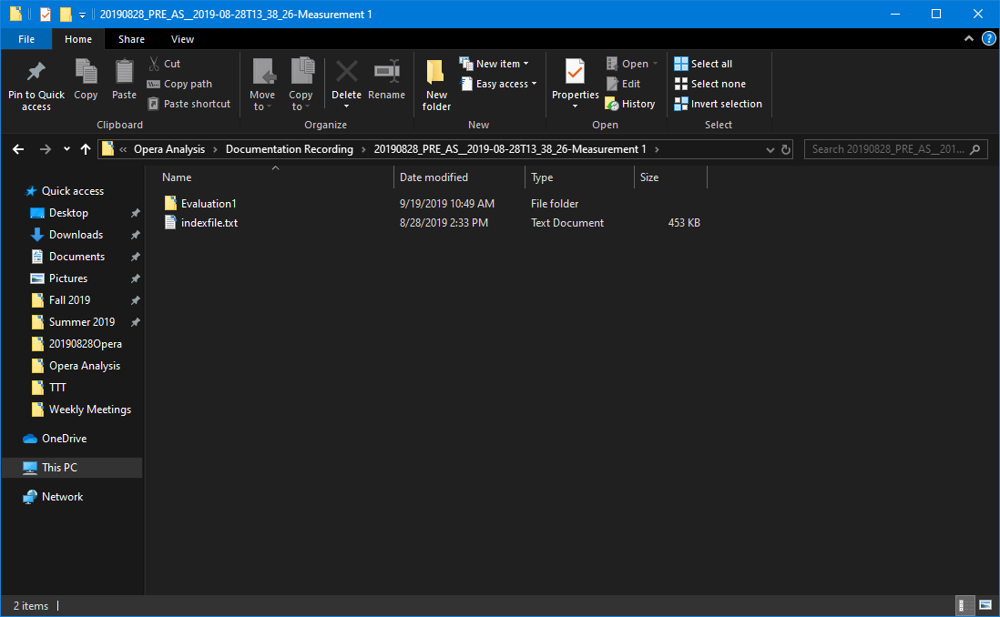 20190828_PRE_AS__2019-08-28T13_38_26-Measurement 1
File Home Share View
Pin to Quick access
Copy
Paste
Cut
Copy path
Paste shortcut
Clipboard
Move to
Copy to
Delete
Rename
Organize
New folder
New item
Easy access
New
Properties
Open
Edit
History
Open
Select all
Select none
Invert selection
Select
« Opera Analysis > Documentation Recording > 20190828_PRE_AS__2019-08-28T13_38_26-Measurement 1 >
Search 20190828_PRE_AS__201...
Name Date modified Type Size
Evaluation1 9/19/2019 10:49 AM File folder
indexfile.txt 8/28/2019 2:33 PM Text Document 453 KB
Quick access
Desktop
Downloads
Documents
Pictures
Fall 2019
Summer 2019
20190828Opera
Opera Analysis
TTT
Weekly Meetings
OneDrive
This PC
Network
2 items